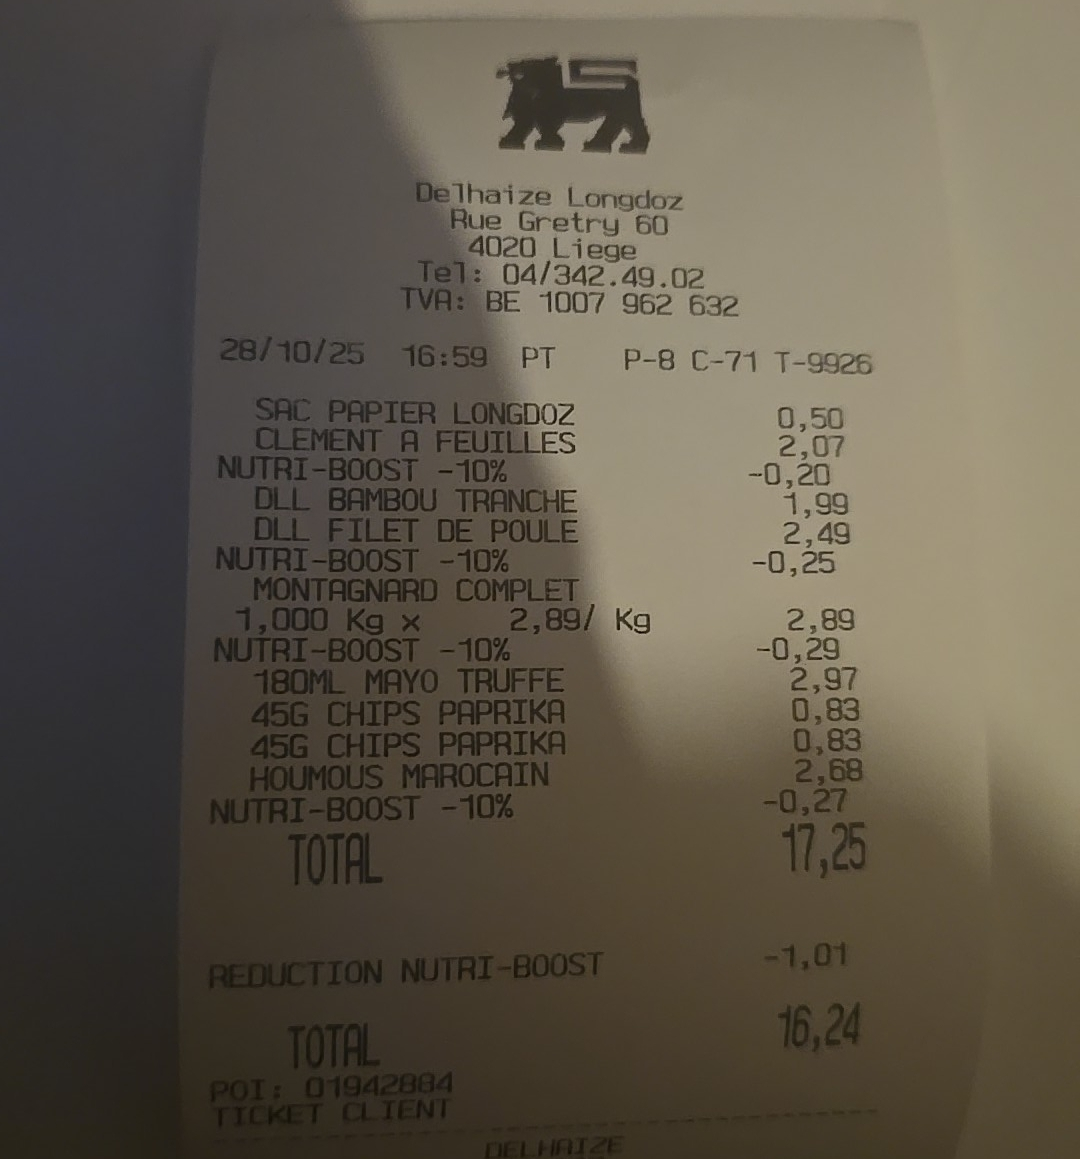 Delhaize Longdoz
Rue Gretry 60
4020 Liege
Tel: 04/342.49.02
TVA: BE 1007 962 632
28/10/25 16:59 PT P-8 C-71 T-9926
SAC PAPIER LONGDOZ 0,50
CLEMENT A FEUILLES 2,07
NUTRI-BOOST -10% -0,20
DLL BAMBOU TRANCHE 1,99
DLL FILET DE POULE 2,49
NUTRI-BOOST -10% -0,25
MONTAGNARD COMPLET
1,000 Kg x 2,89/ Kg 2,89
NUTRI-BOOST -10% -0,29
180ML MAYO TRUFFE 2,97
45G CHIPS PAPRIKA 0,83
45G CHIPS PAPRIKA 0,83
HOUMOUS MAROCAIN 2,68
NUTRI-BOOST -10% -0,27
TOTAL 17,25
REDUCTION NUTRI-BOOST -1,01
TOTAL 16,24
POI: 01942884
TICKET CLIENT
DELHAIZE